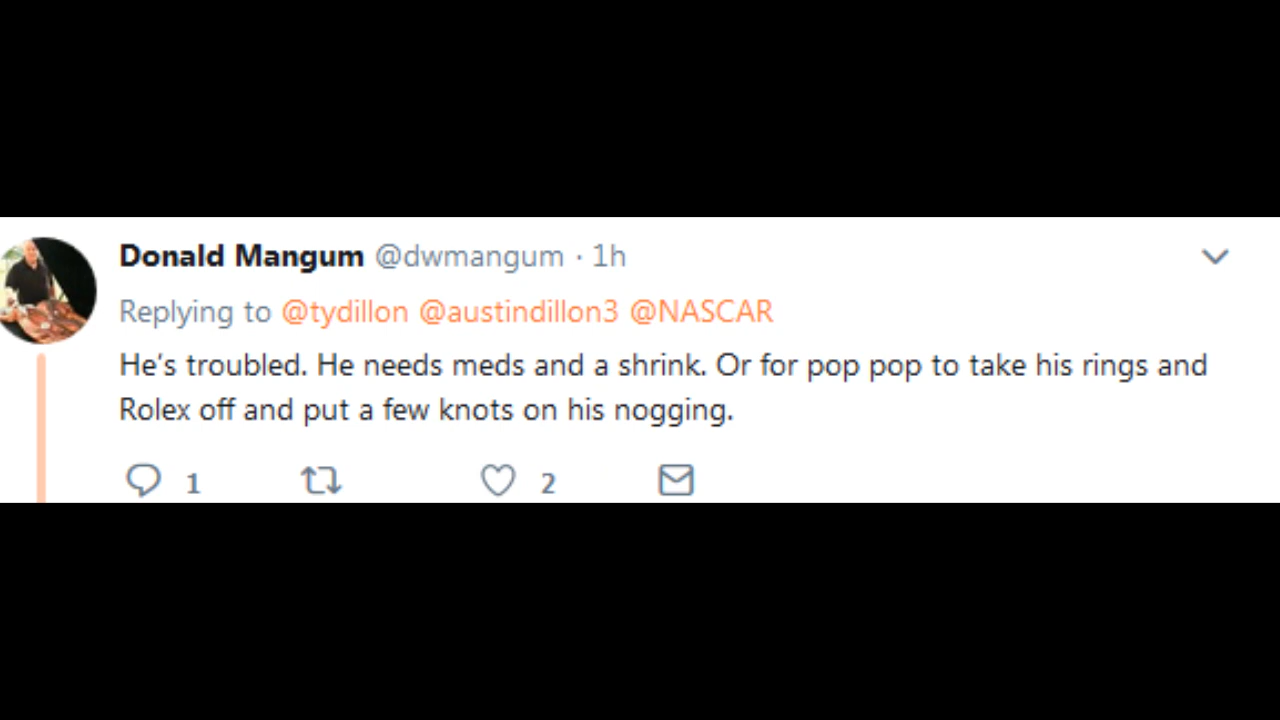 Donald Mangum @dwmangum · 1h
Replying to @tydillon @austindillon3 @NASCAR
He's troubled. He needs meds and a shrink. Or for pop pop to take his rings and
Rolex off and put a few knots on his nogging.
1 2